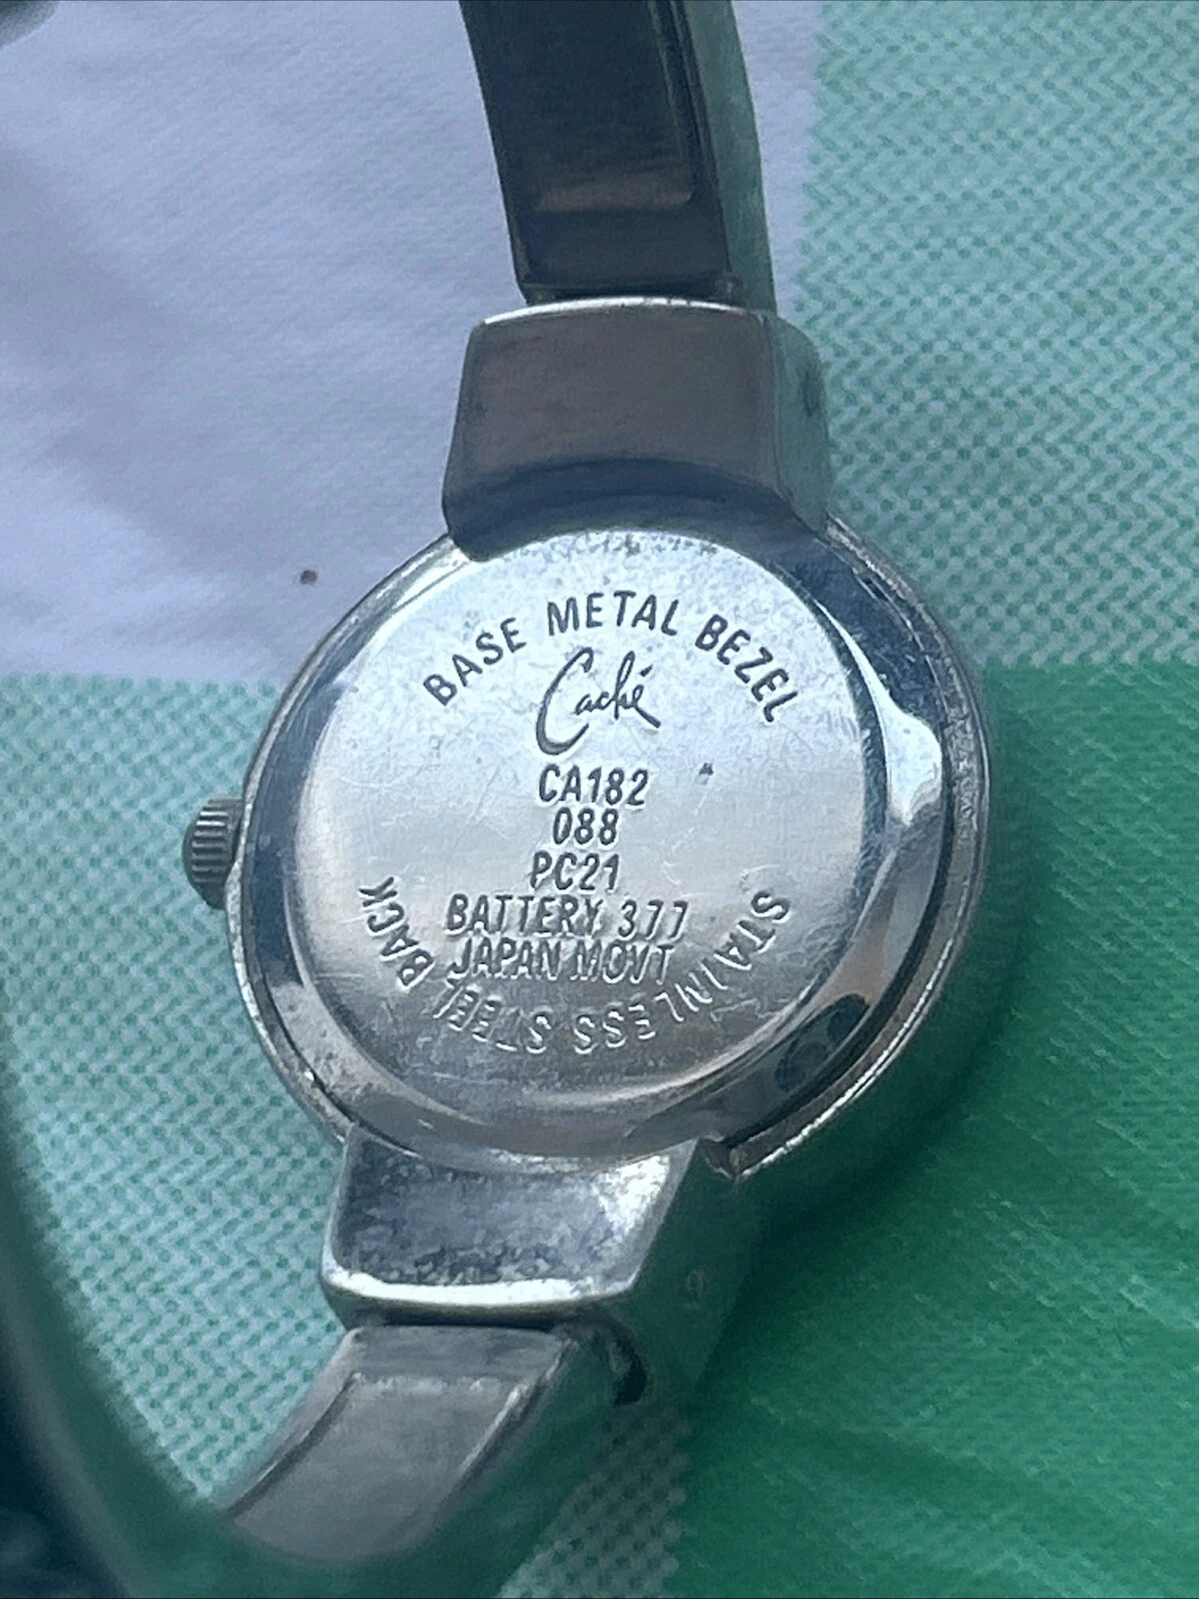 BASE METAL BEZEL
Caché
CA182
088
PC21
BATTERY 377
JAPAN MOVT
STAINLESS STEEL BACK